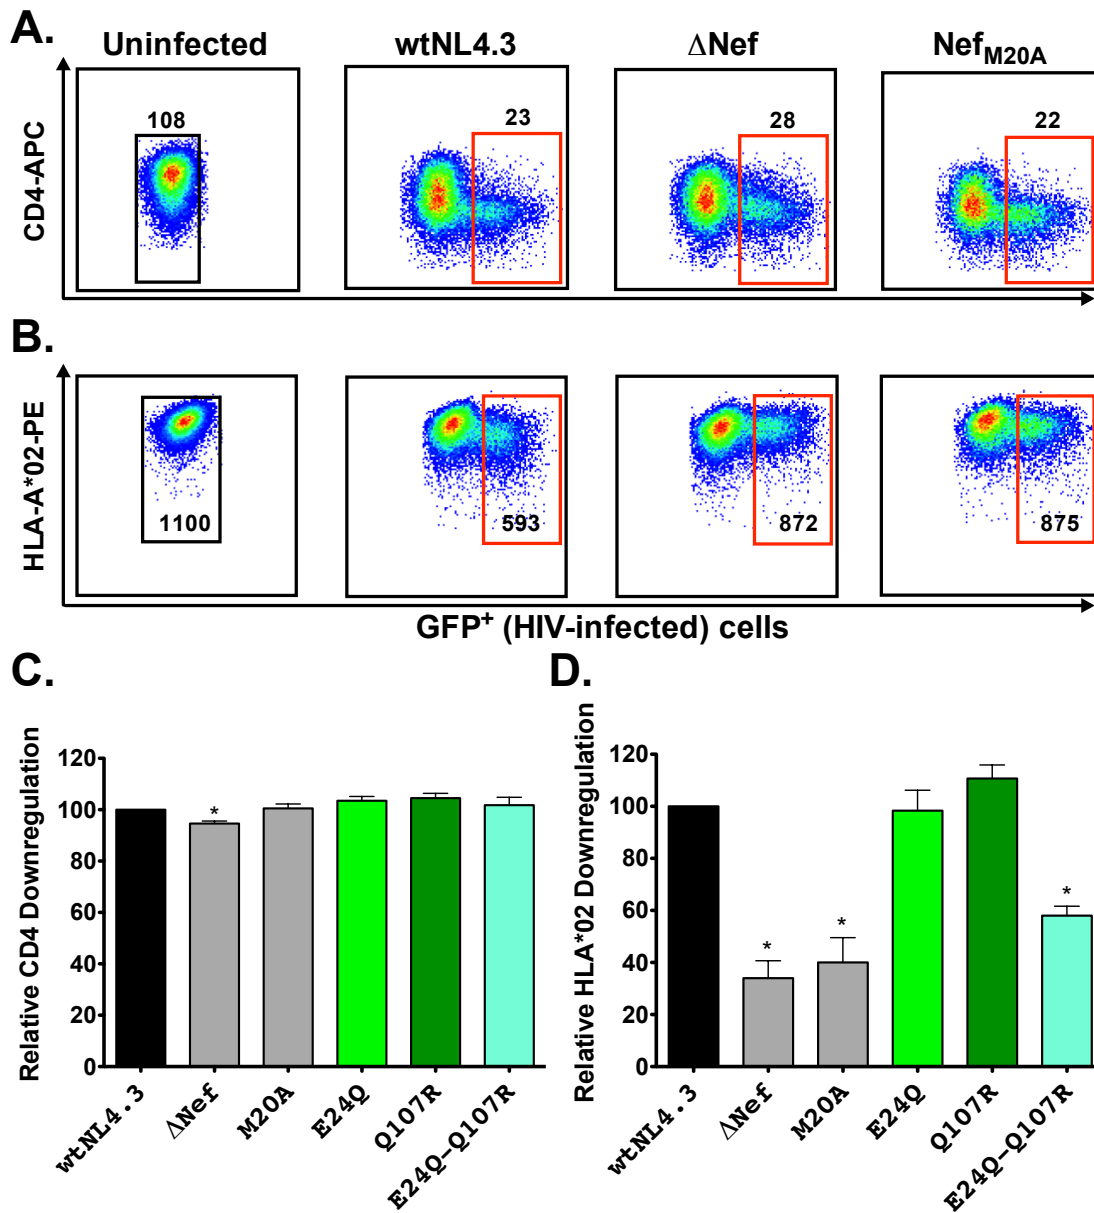 A.
Uninfected wtNL4.3 ΔNef NefM20A
CD4-APC
108 23 28 22
B.
HLA-A*02-PE
1100 593 872 875
GFP+ (HIV-infected) cells
C.
Relative CD4 Downregulation
120
100
80
60
40
20
0
*
wtNL4.3 ΔNef M20A E24Q Q107R E24Q-Q107R
D.
Relative HLA*02 Downregulation
120
100
80
60
40
20
0
* * *
wtNL4.3 ΔNef M20A E24Q Q107R E24Q-Q107R